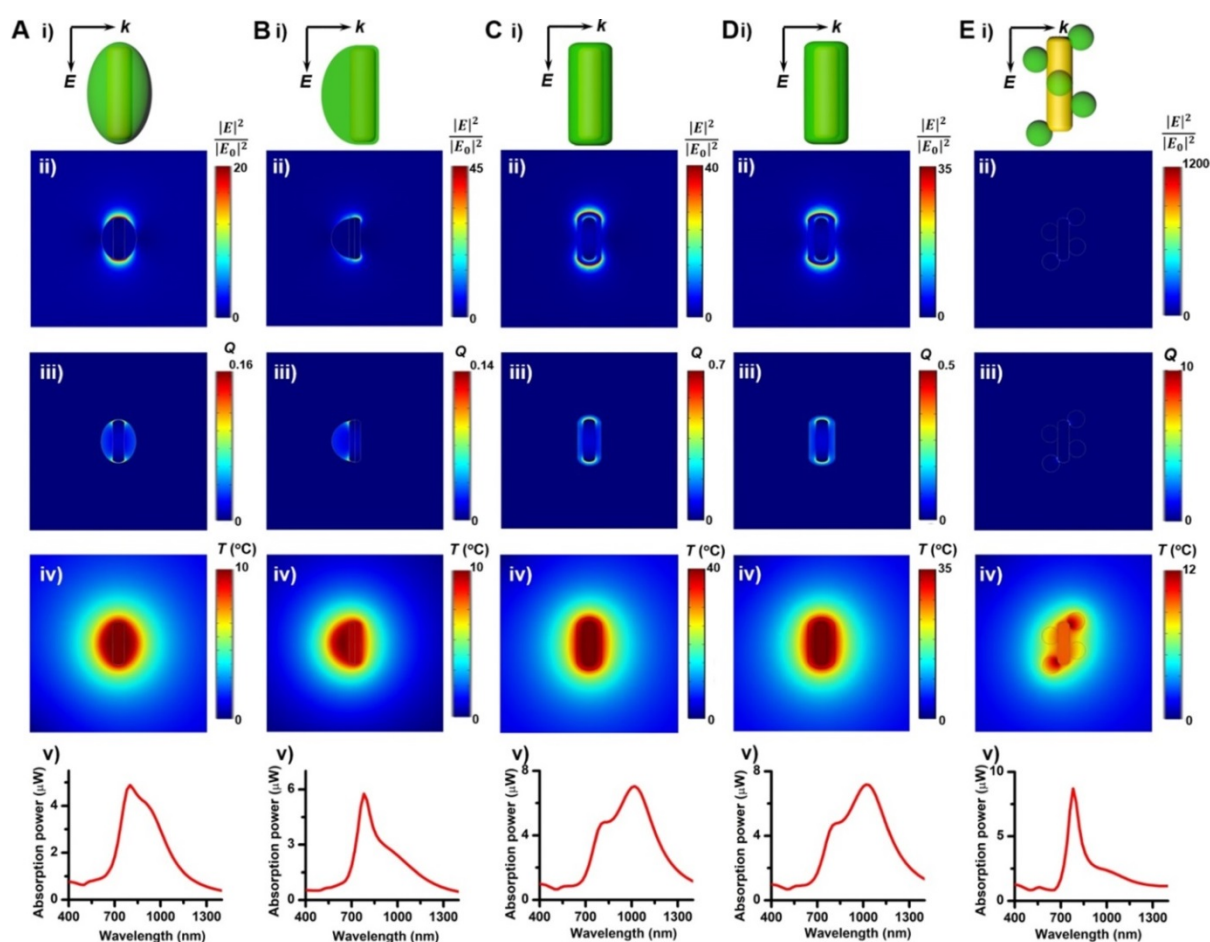 A i) k E
B i) k E
C i) k E
D i) k E
E i) k E
|E|² / |E₀|² 20 0
|E|² / |E₀|² 45 0
|E|² / |E₀|² 40 0
|E|² / |E₀|² 35 0
|E|² / |E₀|² 1200 0
ii) ii) ii) ii) ii)
Q 0.16 0
Q 0.14 0
Q 0.7 0
Q 0.5 0
Q 10 0
iii) iii) iii) iii) iii)
T (°C) 10 0
T (°C) 10 0
T (°C) 40 0
T (°C) 35 0
T (°C) 12 0
iv) iv) iv) iv) iv)
v) v) v) v) v)
Absorption power (μW)
4
2
0
400 700 1000 1300
Wavelength (nm)
Absorption power (μW)
6
3
0
400 700 1000 1300
Wavelength (nm)
Absorption power (μW)
8
4
0
400 700 1000 1300
Wavelength (nm)
Absorption power (μW)
8
4
0
400 700 1000 1300
Wavelength (nm)
Absorption power (μW)
10
5
0
400 700 1000 1300
Wavelength (nm)